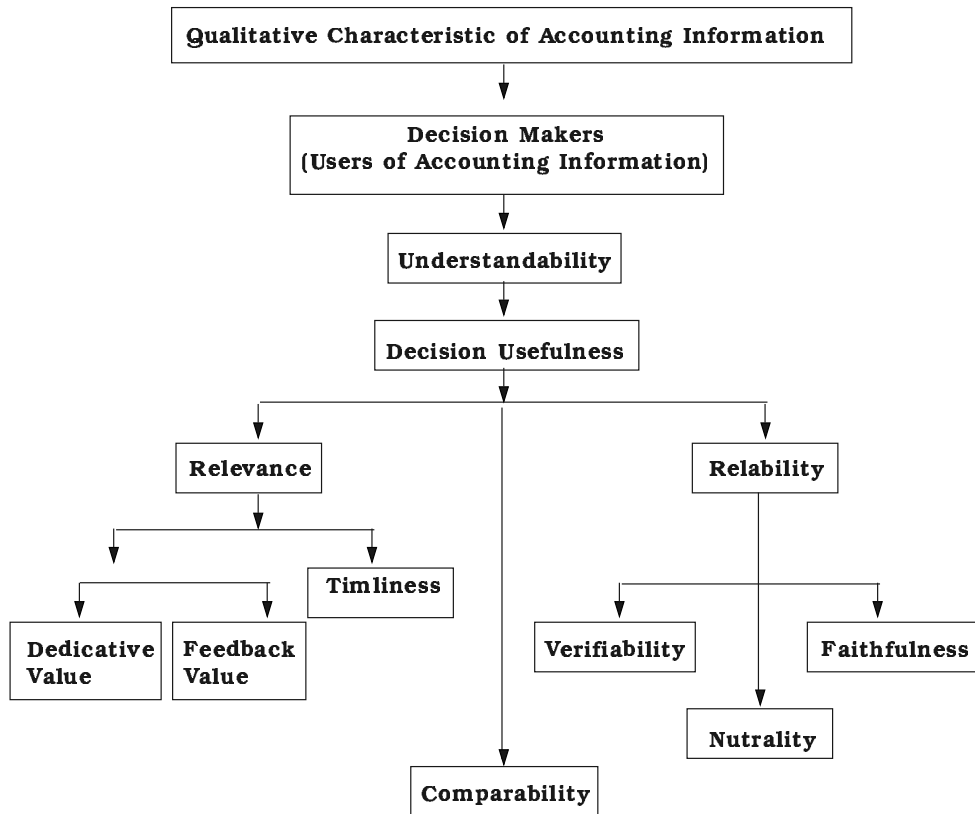 Qualitative Characteristic of Accounting Information
Decision Makers
(Users of Accounting Information)
Understandability
Decision Usefulness
Relevance
Relability
Timliness
Dedicative
Value
Feedback
Value
Verifiability
Faithfulness
Nutrality
Comparability